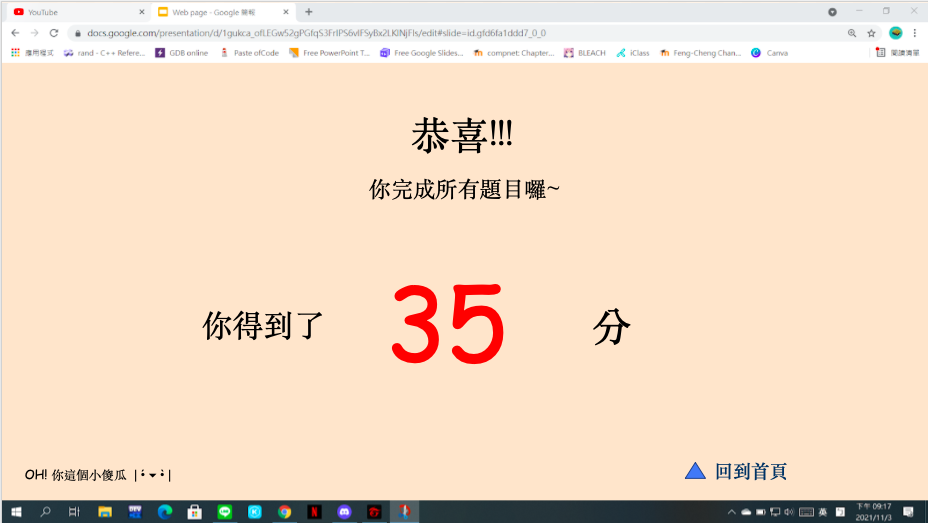 YouTube
Web page - Google 簡報
docs.google.com/presentation/d/1gukca_ofLEGw52gPGfqS3FrIPS6vlFSyBx2LKlNjFls/edit#slide=id.gfd6fa1ddd7_0_0
應用程式 rand - C++ Refere... GDB online Paste ofCode Free PowerPoint T... Free Google Slides... compnet: Chapter... BLEACH iClass Feng-Cheng Chan... Canva 閱讀清單
恭喜!!!
你完成所有題目囉~
你得到了 35 分
OH! 你這個小傻瓜 |•́ ▾ •̀|
回到首頁
英
下午 09:17
2021/11/3